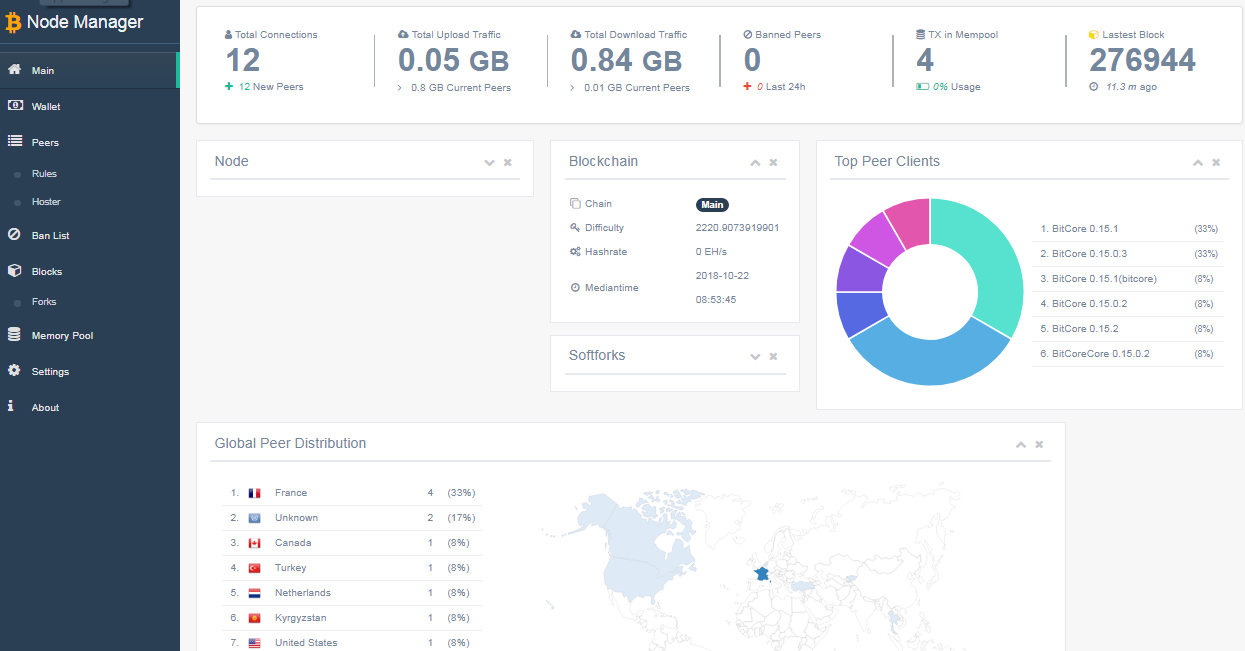 Node Manager
Main
Wallet
Peers
Rules
Hoster
Ban List
Blocks
Forks
Memory Pool
Settings
About
Total Connections
12
12 New Peers
Total Upload Traffic
0.05 GB
0.8 GB Current Peers
Total Download Traffic
0.84 GB
0.01 GB Current Peers
Banned Peers
0
0 Last 24h
TX in Mempool
4
0% Usage
Lastest Block
276944
11.3 m ago
Node
Blockchain
Chain Main
Difficulty 2220.9073919901
Hashrate 0 EH/s
Mediantime 2018-10-22
08:53:45
Softforks
Top Peer Clients
1. BitCore 0.15.1 (33%)
2. BitCore 0.15.0.3 (33%)
3. BitCore 0.15.1(bitcore) (8%)
4. BitCore 0.15.0.2 (8%)
5. BitCore 0.15.2 (8%)
6. BitCoreCore 0.15.0.2 (8%)
Global Peer Distribution
1. France 4 (33%)
2. Unknown 2 (17%)
3. Canada 1 (8%)
4. Turkey 1 (8%)
5. Netherlands 1 (8%)
6. Kyrgyzstan 1 (8%)
7. United States 1 (8%)